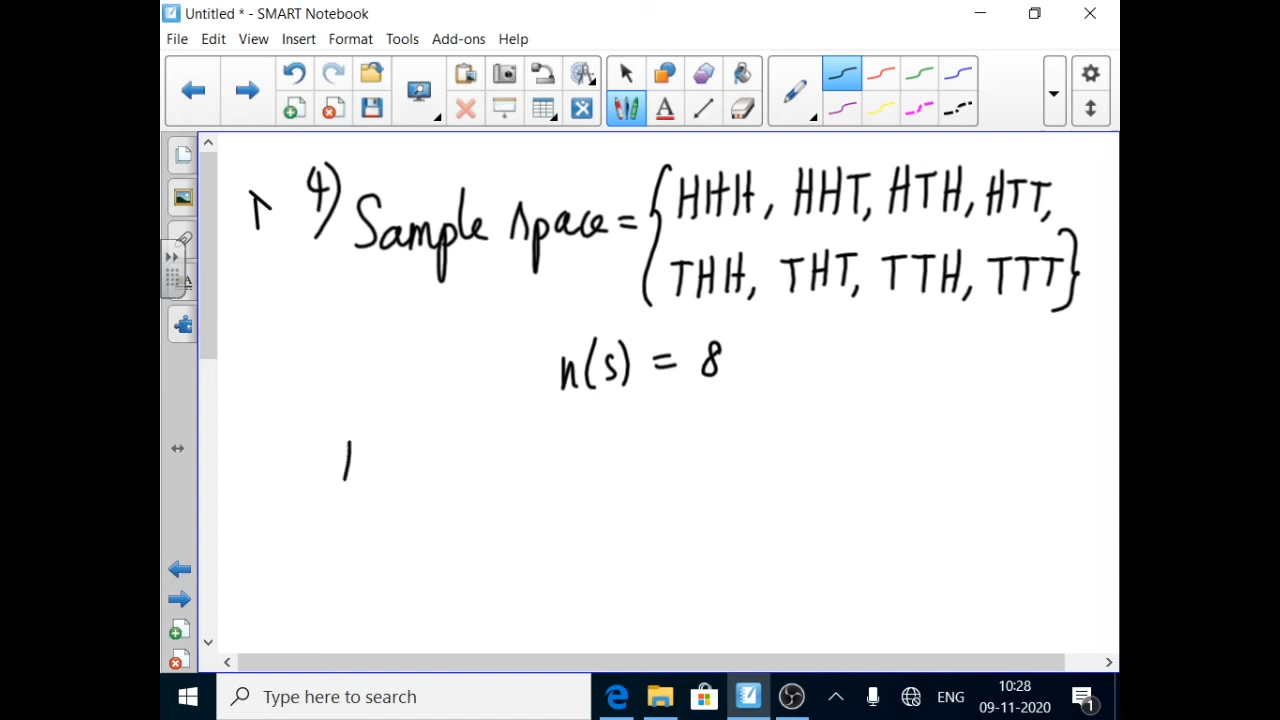 Untitled * - SMART Notebook
File Edit View Insert Format Tools Add-ons Help
4) Sample space = { HHH, HHT, HTH, HTT,
THH, THT, TTH, TTT }
n(s) = 8
Type here to search
ENG
10:28
09-11-2020
1